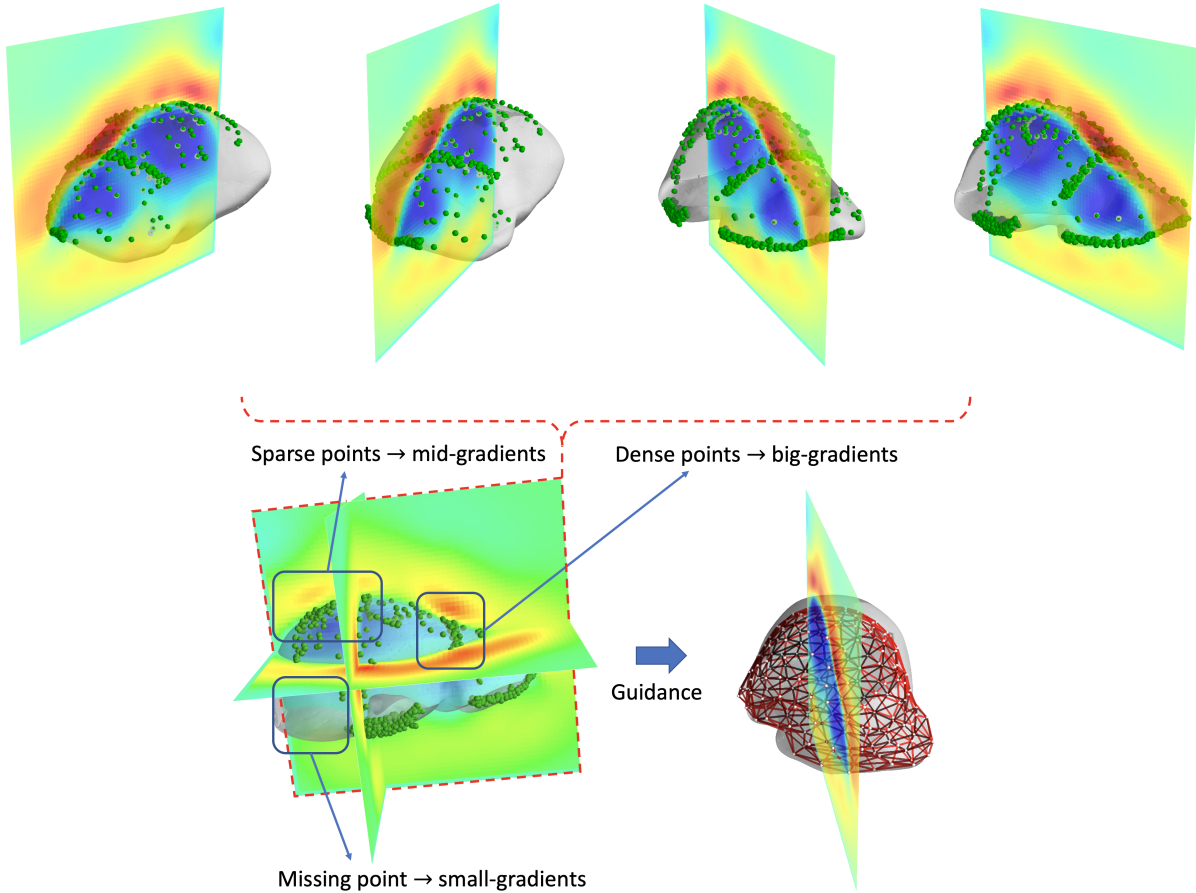 Sparse points → mid-gradients
Dense points → big-gradients
Guidance
Missing point → small-gradients